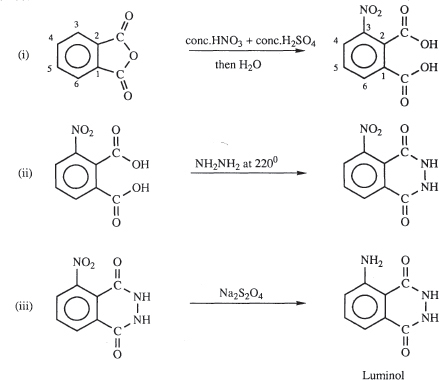 (i) 3 4 5 6 2 1 O C O C O conc.HNO₃ + conc.H₂SO₄ then H₂O NO₂ 3 4 5 6 2 1 O C OH C OH O
(ii) NO₂ O C OH C OH O NH₂NH₂ at 220⁰ NO₂ O C NH NH C O
(iii) NO₂ O C NH NH C O Na₂S₂O₄ NH₂ O C NH NH C O
Luminol